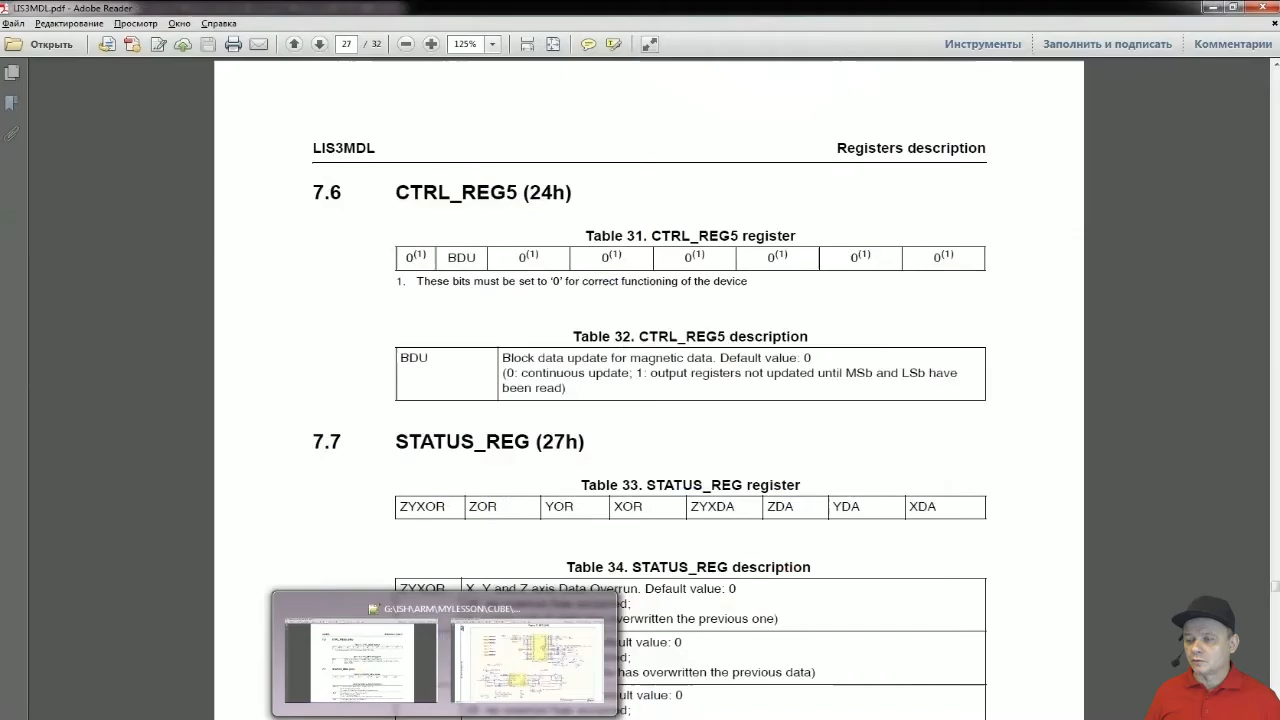 LIS3MDL.pdf - Adobe Reader
Файл Редактирование Просмотр Окно Справка
Открыть 27 / 32 125% Инструменты Заполнить и подписать Комментарии
LIS3MDL Registers description
7.6 CTRL_REG5 (24h)
Table 31. CTRL_REG5 register
0(1) BDU 0(1) 0(1) 0(1) 0(1) 0(1) 0(1)
1. These bits must be set to ‘0’ for correct functioning of the device
Table 32. CTRL_REG5 description
BDU Block data update for magnetic data. Default value: 0
(0: continuous update; 1: output registers not updated until MSb and LSb have
been read)
7.7 STATUS_REG (27h)
Table 33. STATUS_REG register
ZYXOR ZOR YOR XOR ZYXDA ZDA YDA XDA
Table 34. STATUS_REG description
ZYXOR X, Y and Z axis Data Overrun. Default value: 0
G:\ISH\ARM\MYLESSON\CUBE\...
overwritten the previous one)
value: 0
has overwritten the previous data)
value: 0